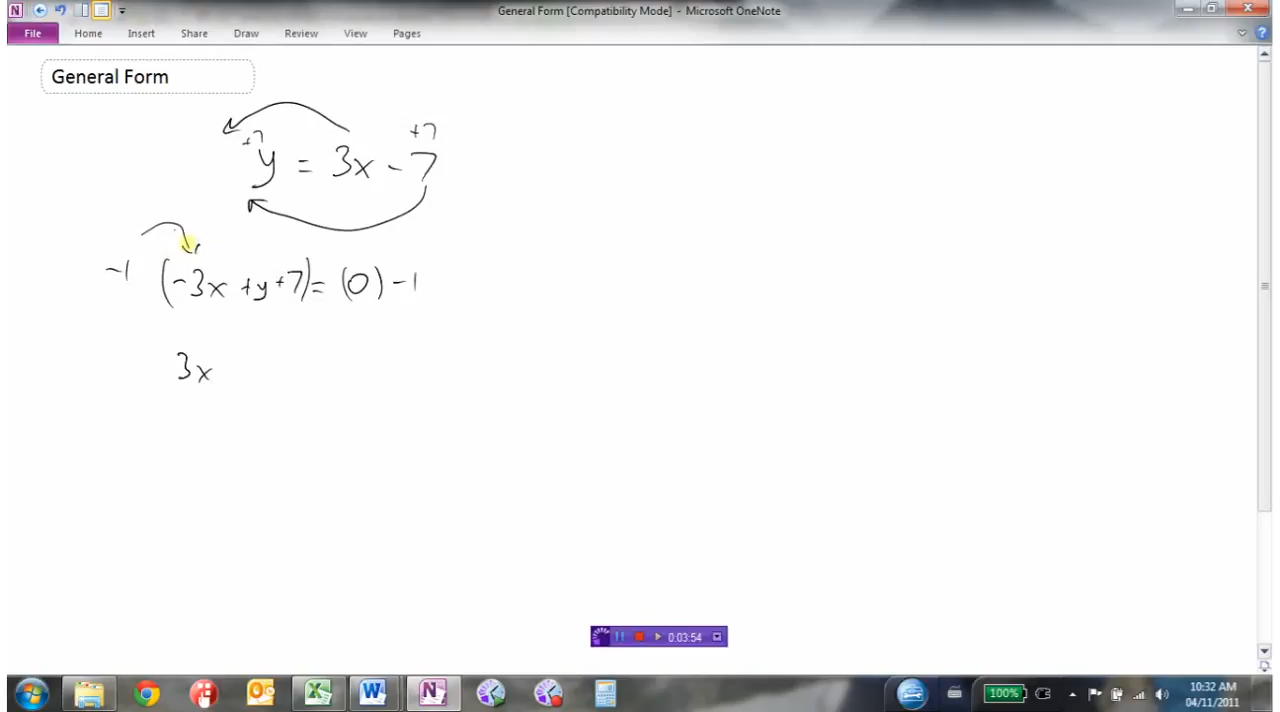 General Form [Compatibility Mode] - Microsoft OneNote
File Home Insert Share Draw Review View Pages
General Form
+7 +7
y = 3x - 7
-1 (-3x + y + 7) = (0) -1
3x
0:03:54
100% 10:32 AM
04/11/2011